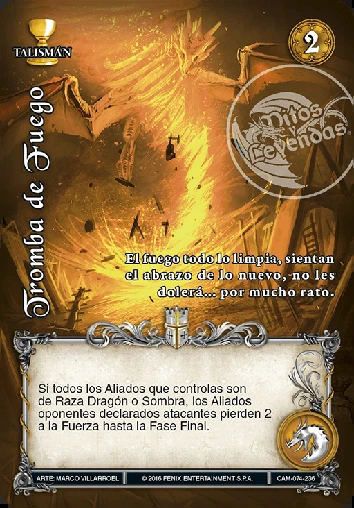 TALISMÁN
2
Mitos y
Leyendas
Tromba de Fuego
El fuego todo lo limpia, sientan
el abrazo de lo nuevo, no les
dolerá... por mucho rato.
Si todos los Aliados que controlas son
de Raza Dragón o Sombra, los Aliados
oponentes declarados atacantes pierden 2
a la Fuerza hasta la Fase Final.
ARTE: MARCO VILLARROEL
© 2016 FENIX ENTERTAINMENT S.P.A.
CAM-074-236